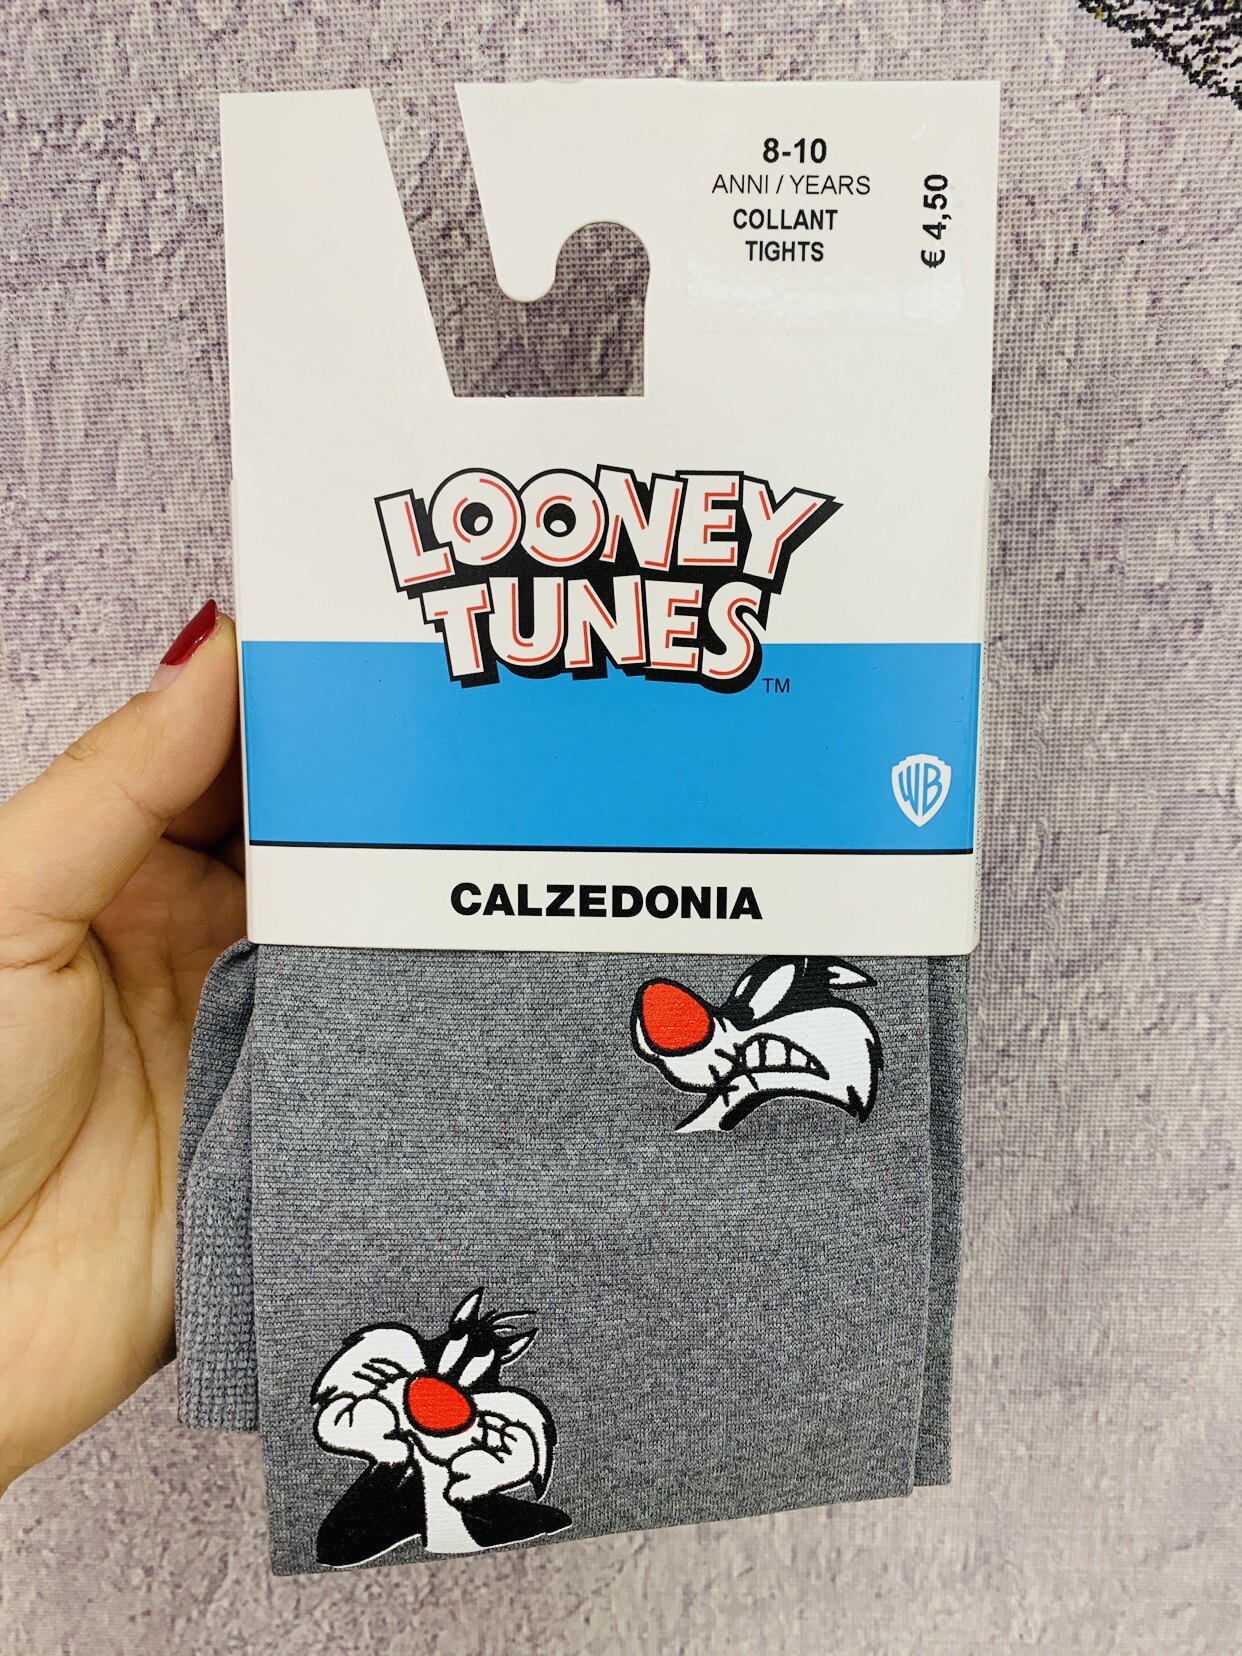 8-10
ANNI / YEARS
COLLANT
TIGHTS
€ 4,50
LOONEY
TUNES
TM
WB
CALZEDONIA